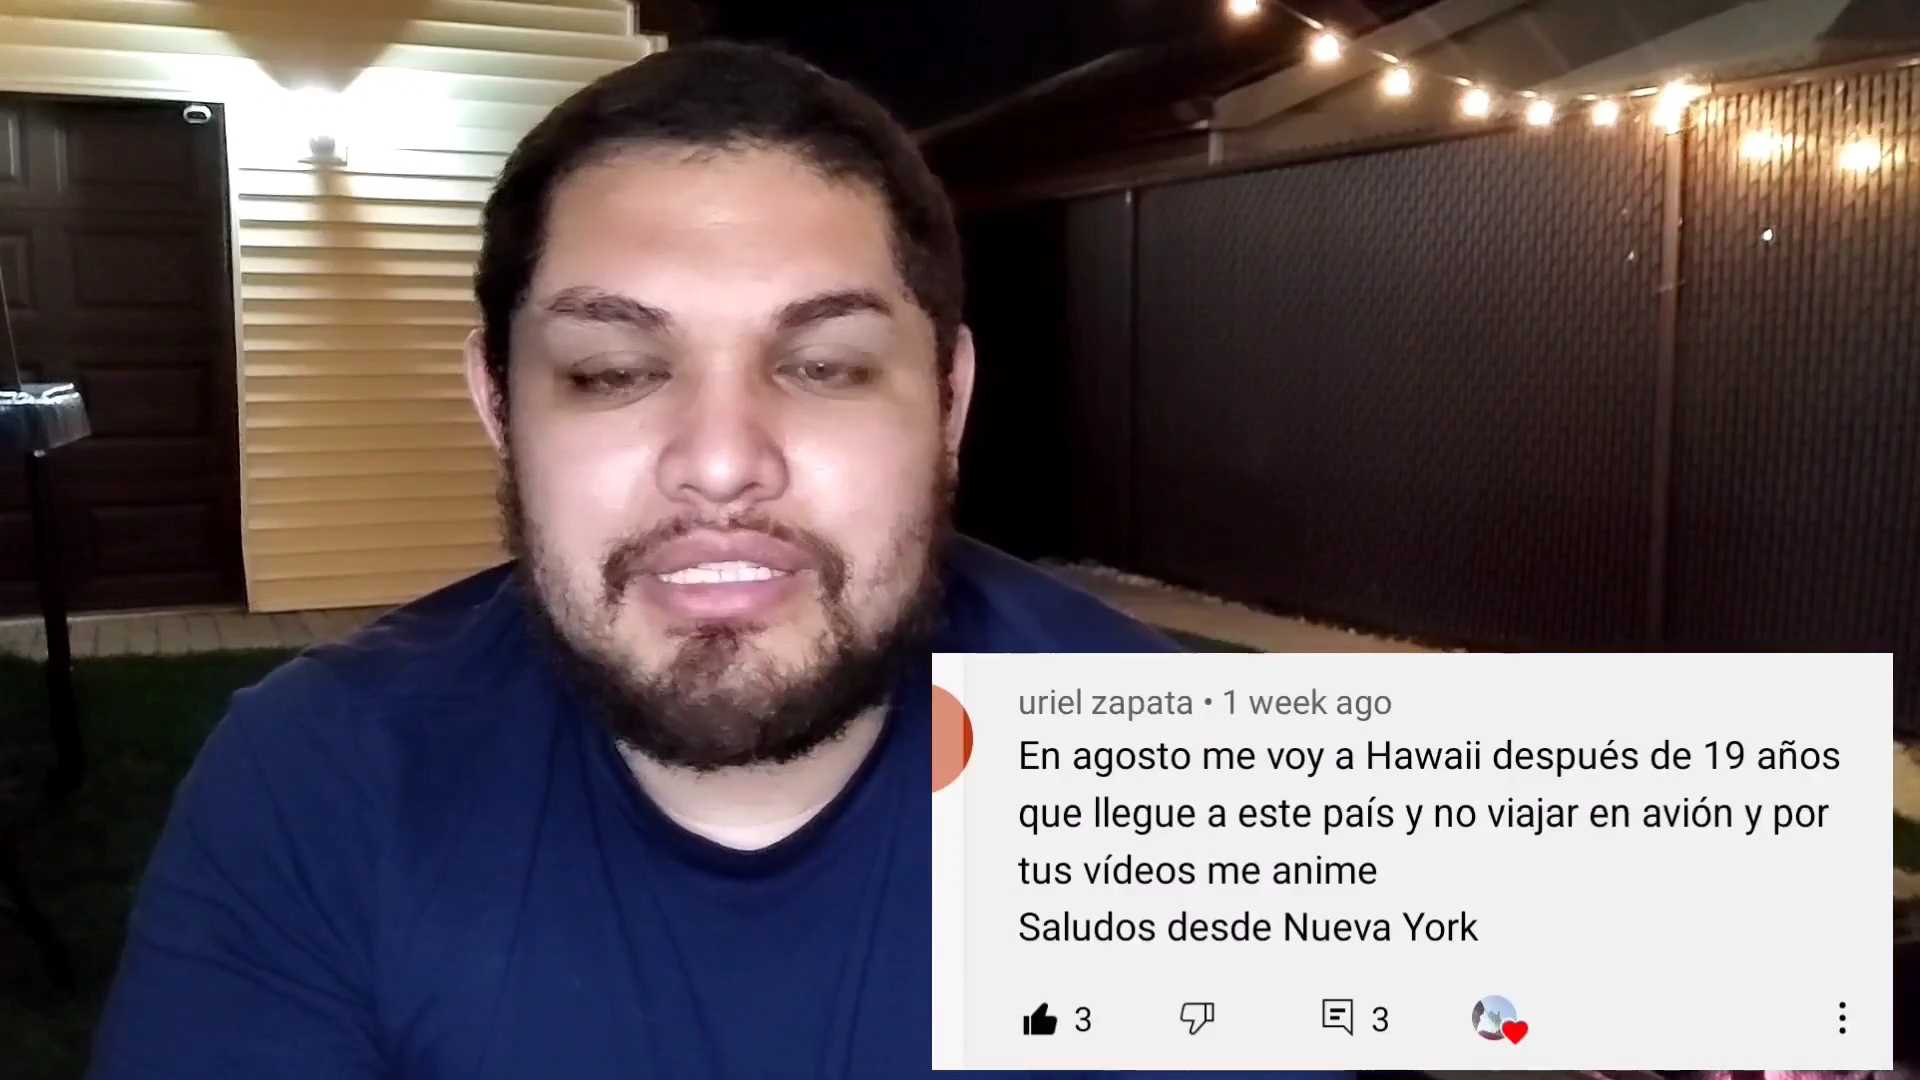 uriel zapata • 1 week ago
En agosto me voy a Hawaii después de 19 años
que llegue a este país y no viajar en avión y por
tus vídeos me anime
Saludos desde Nueva York
3
3